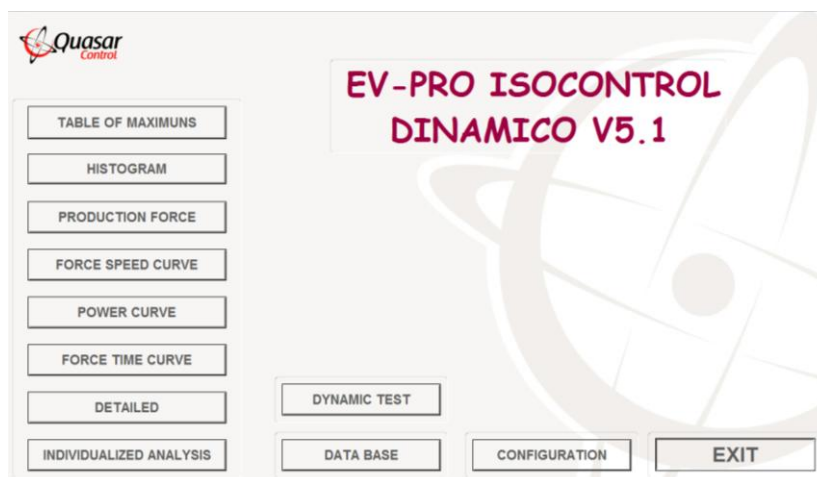 Quasar
Control
EV-PRO ISOCONTROL
DINAMICO V5.1
TABLE OF MAXIMUNS
HISTOGRAM
PRODUCTION FORCE
FORCE SPEED CURVE
POWER CURVE
FORCE TIME CURVE
DETAILED
INDIVIDUALIZED ANALYSIS
DYNAMIC TEST
DATA BASE
CONFIGURATION
EXIT